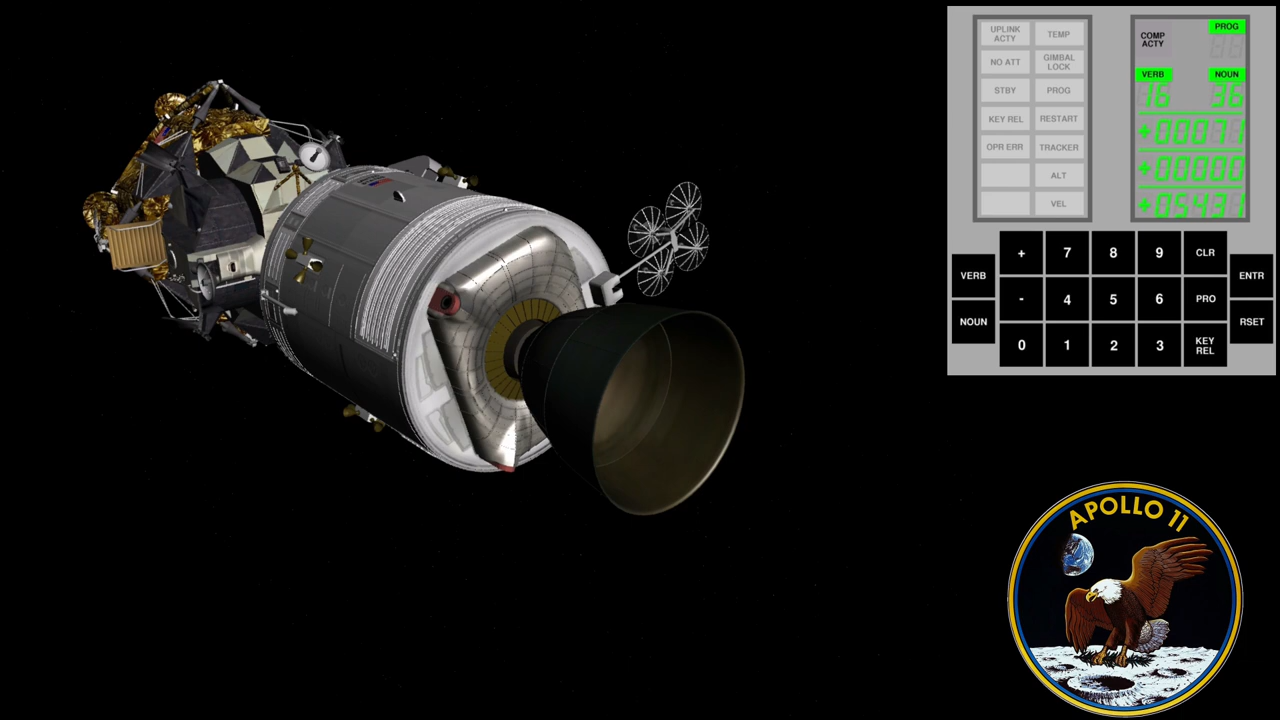 UPLINK
ACTY
TEMP
NO ATT
GIMBAL
LOCK
STBY
PROG
KEY REL
RESTART
OPR ERR
TRACKER
ALT
VEL
COMP
ACTY
PROG
VERB
NOUN
16
36
+00071
+00000
+05431
VERB
NOUN
+
7
8
9
CLR
-
4
5
6
PRO
0
1
2
3
KEY
REL
ENTR
RSET
APOLLO 11